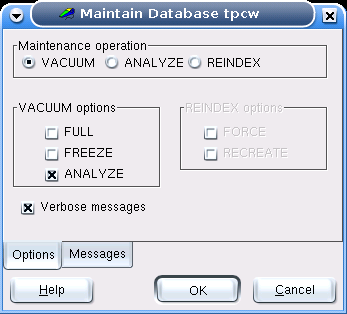 Maintain Database tpcw
Maintenance operation
VACUUM ANALYZE REINDEX
VACUUM options REINDEX options
FULL FORCE
FREEZE RECREATE
ANALYZE
Verbose messages
Options Messages
Help OK Cancel